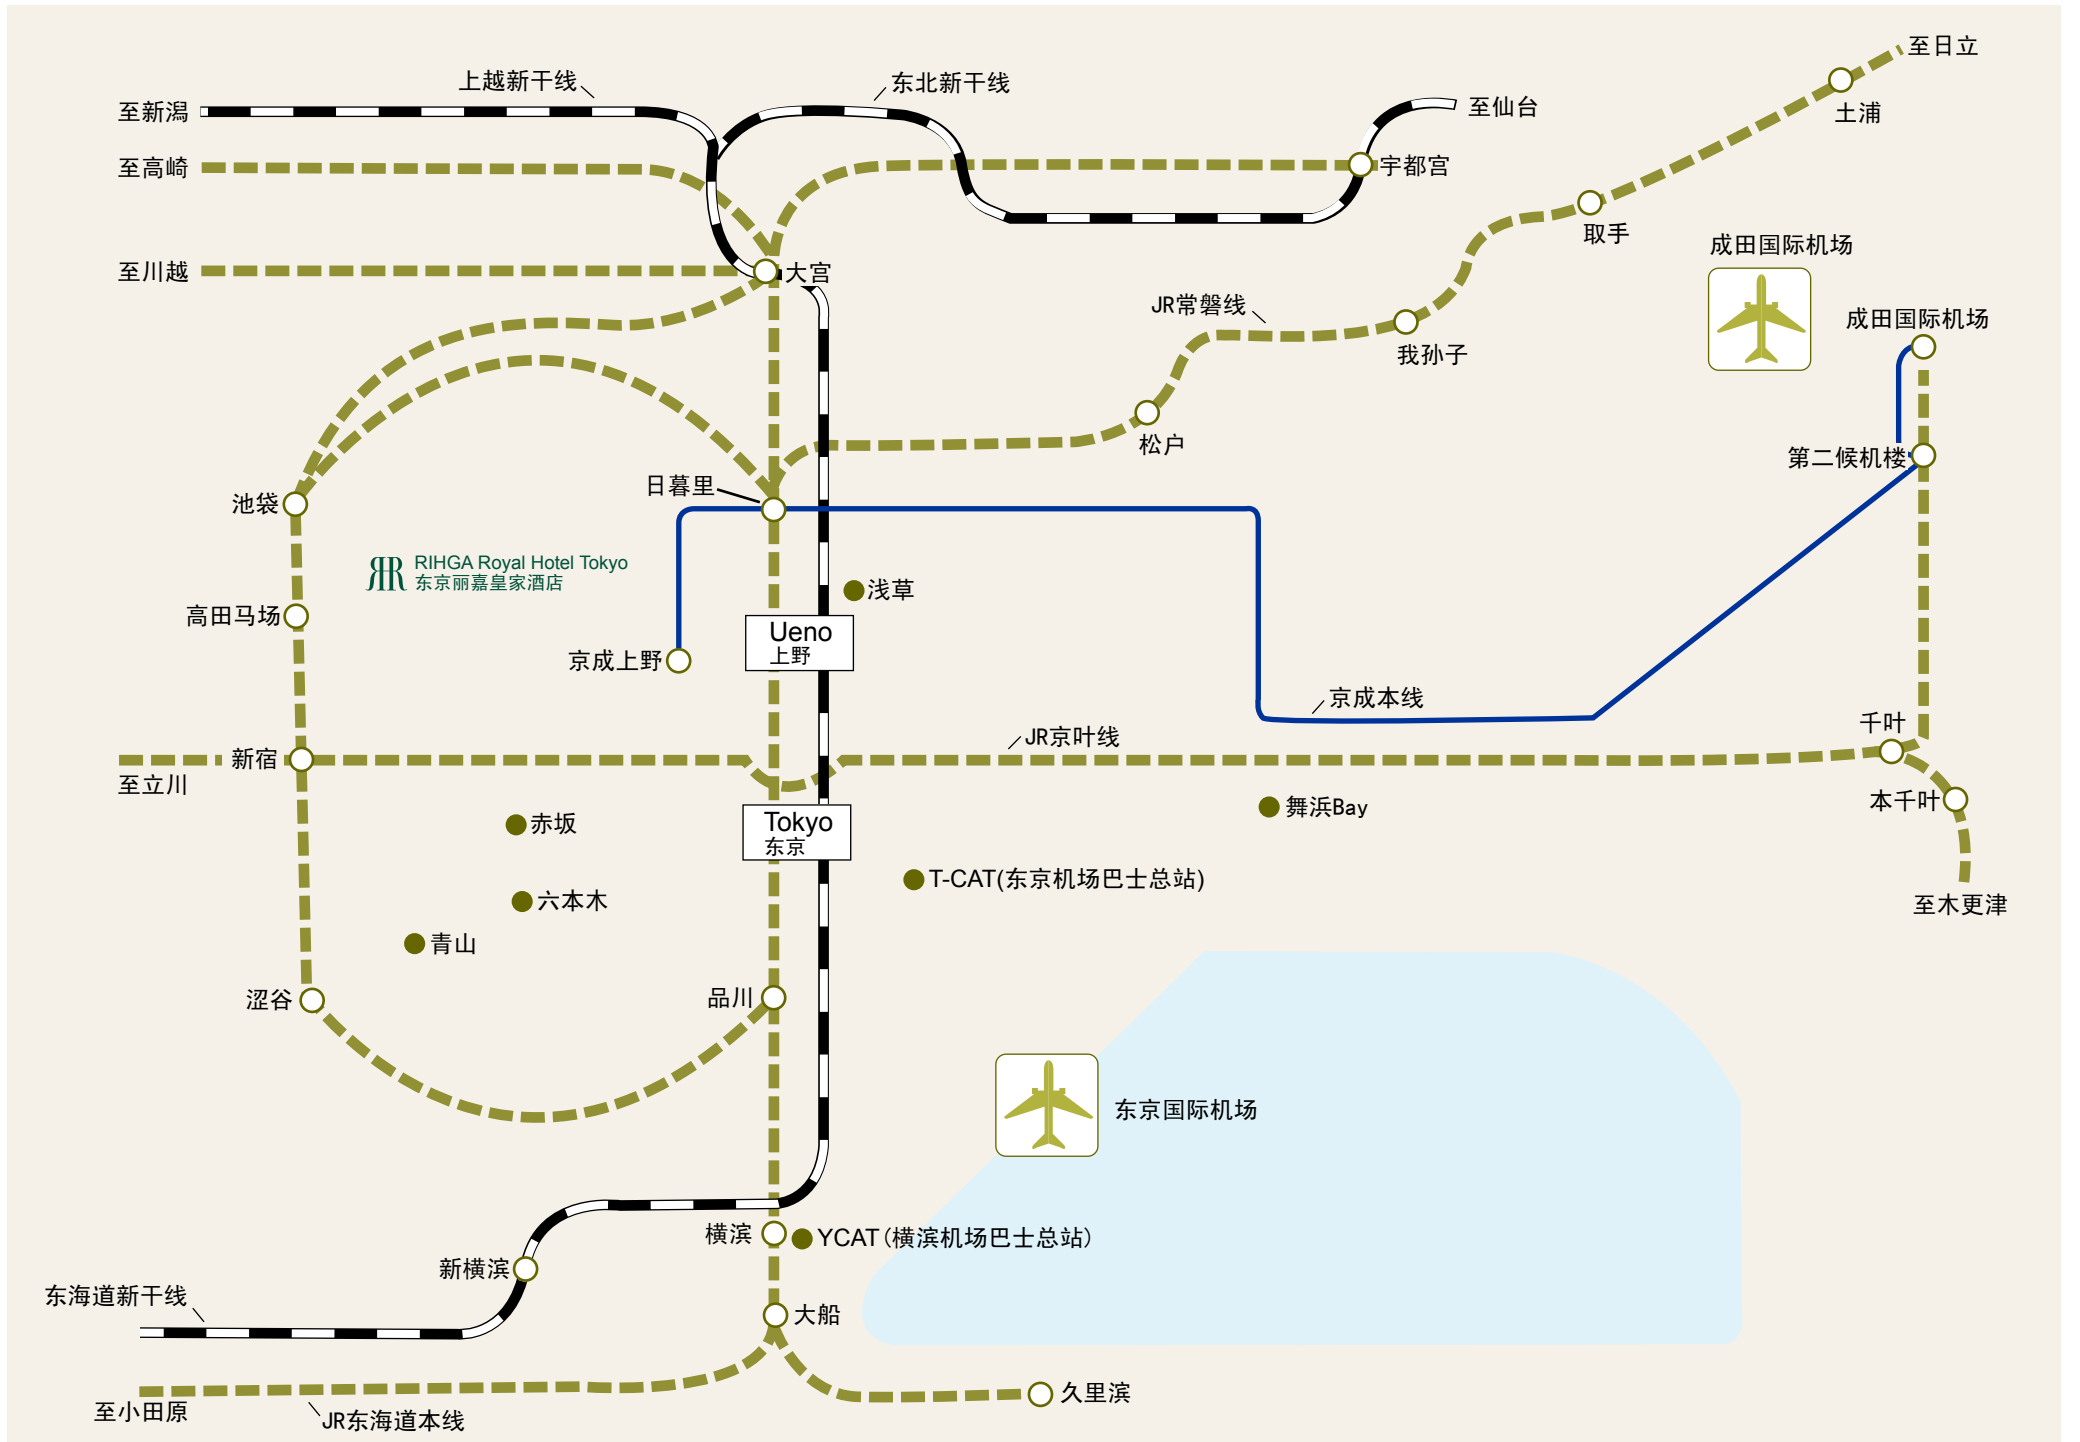 至日立
上越新干线
东北新干线
至新潟
至仙台
土浦
至高崎
宇都宫
取手
成田国际机场
至川越
大宫
JR常磐线
成田国际机场
我孙子
松户
第二候机楼
日暮里
池袋
RIHGA Royal Hotel Tokyo
东京丽嘉皇家酒店
浅草
高田马场
Ueno
上野
京成上野
京成本线
千叶
JR京叶线
新宿
至立川
本千叶
舞浜Bay
赤坂
Tokyo
东京
T-CAT(东京机场巴士总站)
六本木
至木更津
青山
涩谷
品川
东京国际机场
横滨
YCAT(横滨机场巴士总站)
新横滨
东海道新干线
大船
久里滨
至小田原
JR东海道本线